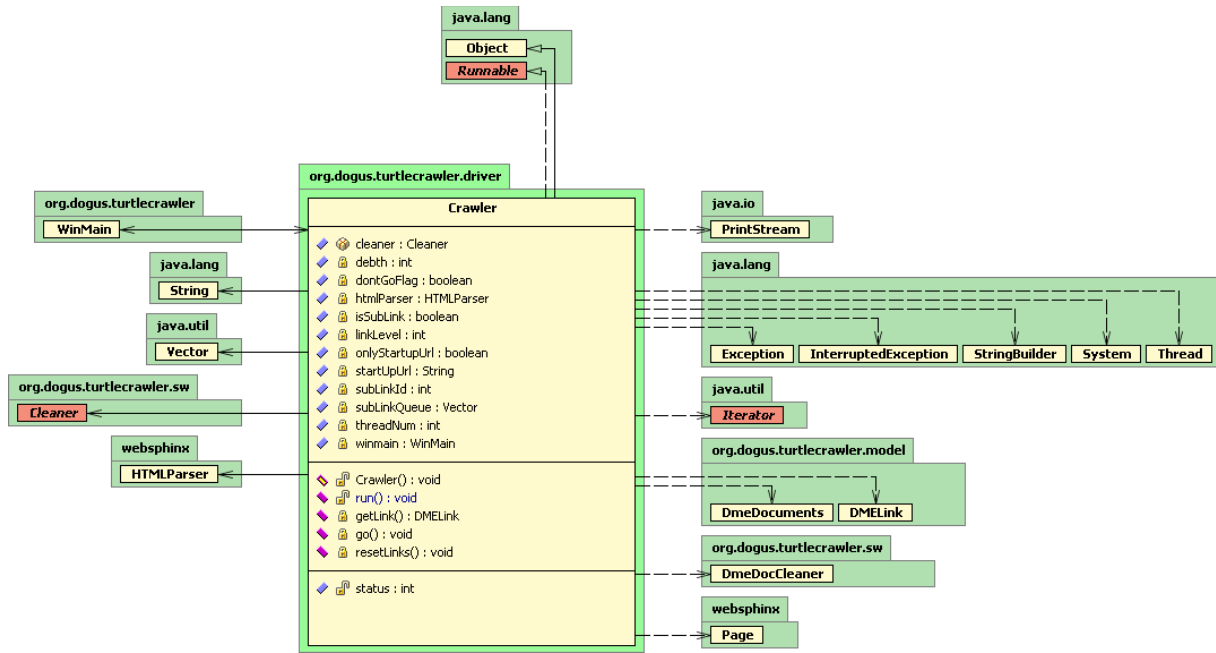 java.lang
Object
Runnable
org.dogus.turtlecrawler.driver
Crawler
cleaner : Cleaner
debth : int
dontGoFlag : boolean
htmlParser : HTMLParser
isSubLink : boolean
linkLevel : int
onlyStartupUrl : boolean
startUpUrl : String
subLinkId : int
subLinkQueue : Vector
threadNum : int
winmain : WinMain
Crawler() : void
run() : void
getLink() : DMELink
go() : void
resetLinks() : void
status : int
org.dogus.turtlecrawler
WinMain
java.lang
String
java.util
Vector
org.dogus.turtlecrawler.sw
Cleaner
websphinx
HTMLParser
java.io
PrintStream
java.lang
Exception InterruptedException StringBuilder System Thread
java.util
Iterator
org.dogus.turtlecrawler.model
DmeDocuments DMELink
org.dogus.turtlecrawler.sw
DmeDocCleaner
websphinx
Page